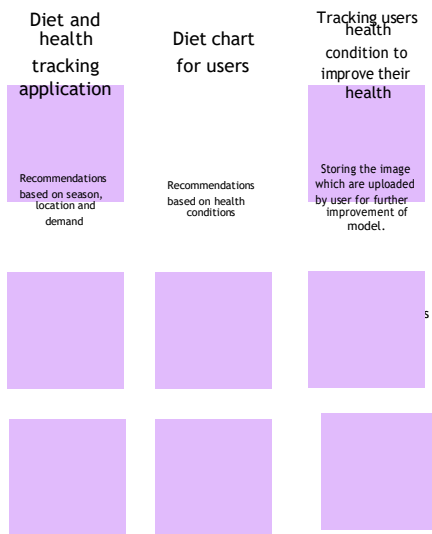 Diet and
health
tracking
application
Diet chart
for users
Tracking users
health
condition to
improve their
health
Recommendations
based on season,
location and
demand
Recommendations
based on health
conditions
Storing the image
which are uploaded
by user for further
improvement of
model.